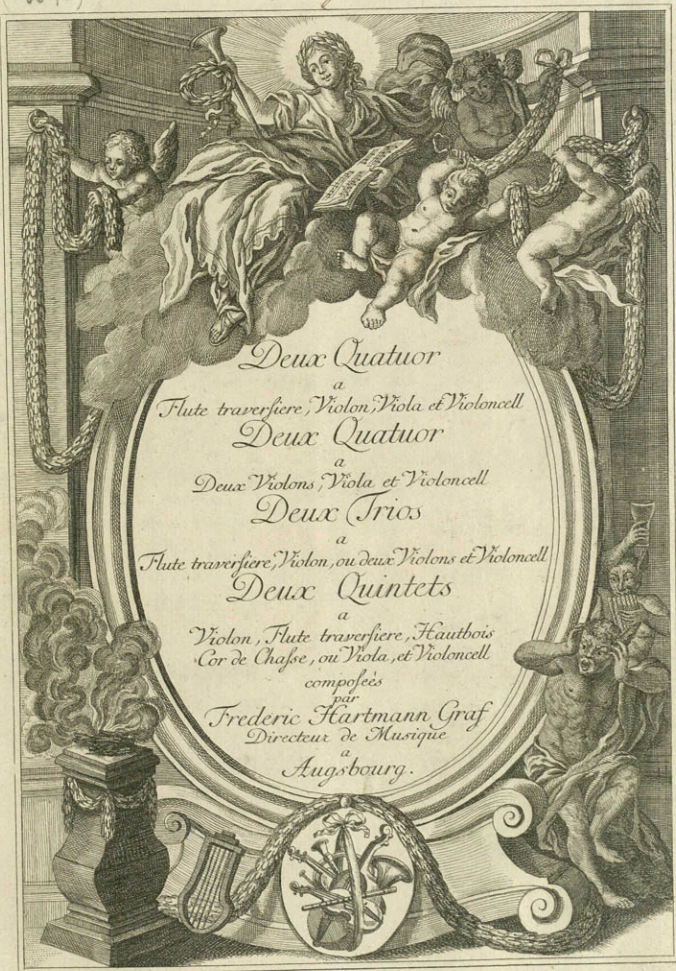 Deux Quatuor
a
Flute traverſiere, Violon, Viola et Violoncell
Deux Quatuor
a
Deux Violons, Viola et Violoncell
Deux Trios
a
Flute traverſiere, Violon, ou deux Violons et Violoncell
Deux Quintets
a
Violon, Flute traverſiere, Hautbois
Cor de Chaſse, ou Viola, et Violoncell
compoſeés
par
Frederic Hartmann Graf
Directeur de Musique
a
Augsbourg.